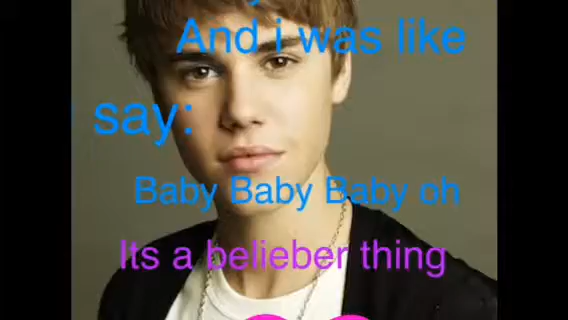 And i was like
say:
Baby Baby Baby oh
Its a belieber thing